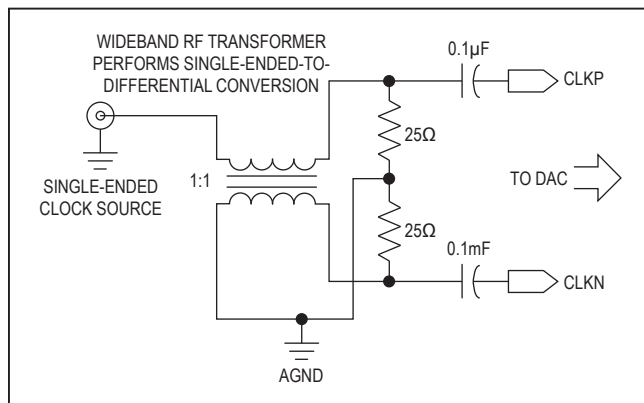 WIDEBAND RF TRANSFORMER
PERFORMS SINGLE-ENDED-TO-
DIFFERENTIAL CONVERSION
0.1µF
CLKP
25Ω
SINGLE-ENDED
CLOCK SOURCE
1:1
TO DAC
25Ω
0.1mF
CLKN
AGND